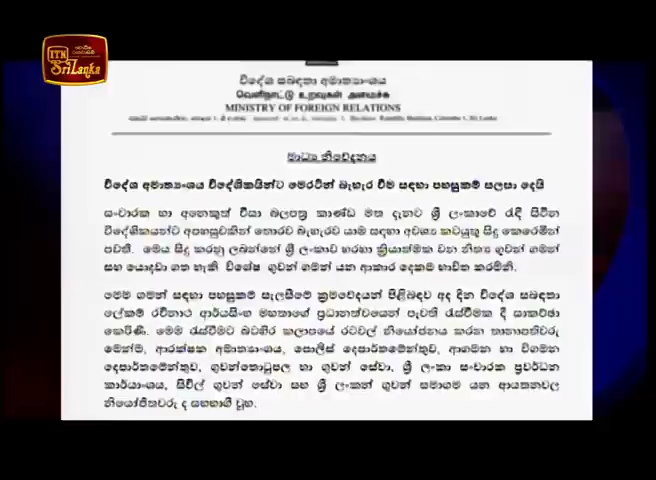 ITN
Sri Lanka
විදේශ සබඳතා අමාත්‍යාංශය
வெளிநாட்டு உறவுகள் அமைச்சு
MINISTRY OF FOREIGN RELATIONS
මාධ්‍ය නිවේදනය
විදේශ අමාත්‍යංශය විදේශිකයින්ට මෙරටින් බැහැර වීම සඳහා පහසුකම් සලසා දෙයි
සංචාරක හා අනෙකුත් වීසා බලපත්‍ර කාණ්ඩ මත දැනට ශ්‍රී ලංකාවේ රැඳී සිටින
විදේශිකයන්ට අපහසුවකින් තොරව බැහැරව යාම සඳහා අවශ්‍ය කටයුතු සිදු කෙරෙමින්
පවතී. මෙය සිදු කරනු ලබන්නේ ශ්‍රී ලංකාව හරහා ක්‍රියාත්මක වන නිත්‍ය ගුවන් ගමන්
සහ යොදවා ගත හැකි විශේෂ ගුවන් ගමන් යන ආකාර දෙකම භාවිත කරමිනි.
මෙම ගමන් සඳහා පහසුකම් සැලසීමේ ක්‍රමවේදයන් පිළිබඳව අද දින විදේශ සබඳතා
ලේකම් රවිනාථ ආර්යසිංහ මහතාගේ ප්‍රධානත්වයෙන් පැවති රැස්වීමක දී සාකච්ඡා
කෙරිණි. මෙම රැස්වීමට බටහිර කලාපයේ රටවල් නියෝජනය කරන තානාපතිවරු
මෙන්ම, ආරක්ෂක අමාත්‍යාංශය, පොලිස් දෙපාර්තමේන්තුව, ආගමන හා විගමන
දෙපාර්තමේන්තුව, ගුවන්තොටුපල හා ගුවන් සේවා, ශ්‍රී ලංකා සංචාරක ප්‍රවර්ධන
කාර්යාංශය, සිවිල් ගුවන් සේවා සහ ශ්‍රී ලංකන් ගුවන් සමාගම යන ආයතනවල
නියෝජිතවරු ද සහභාගී වූහ.